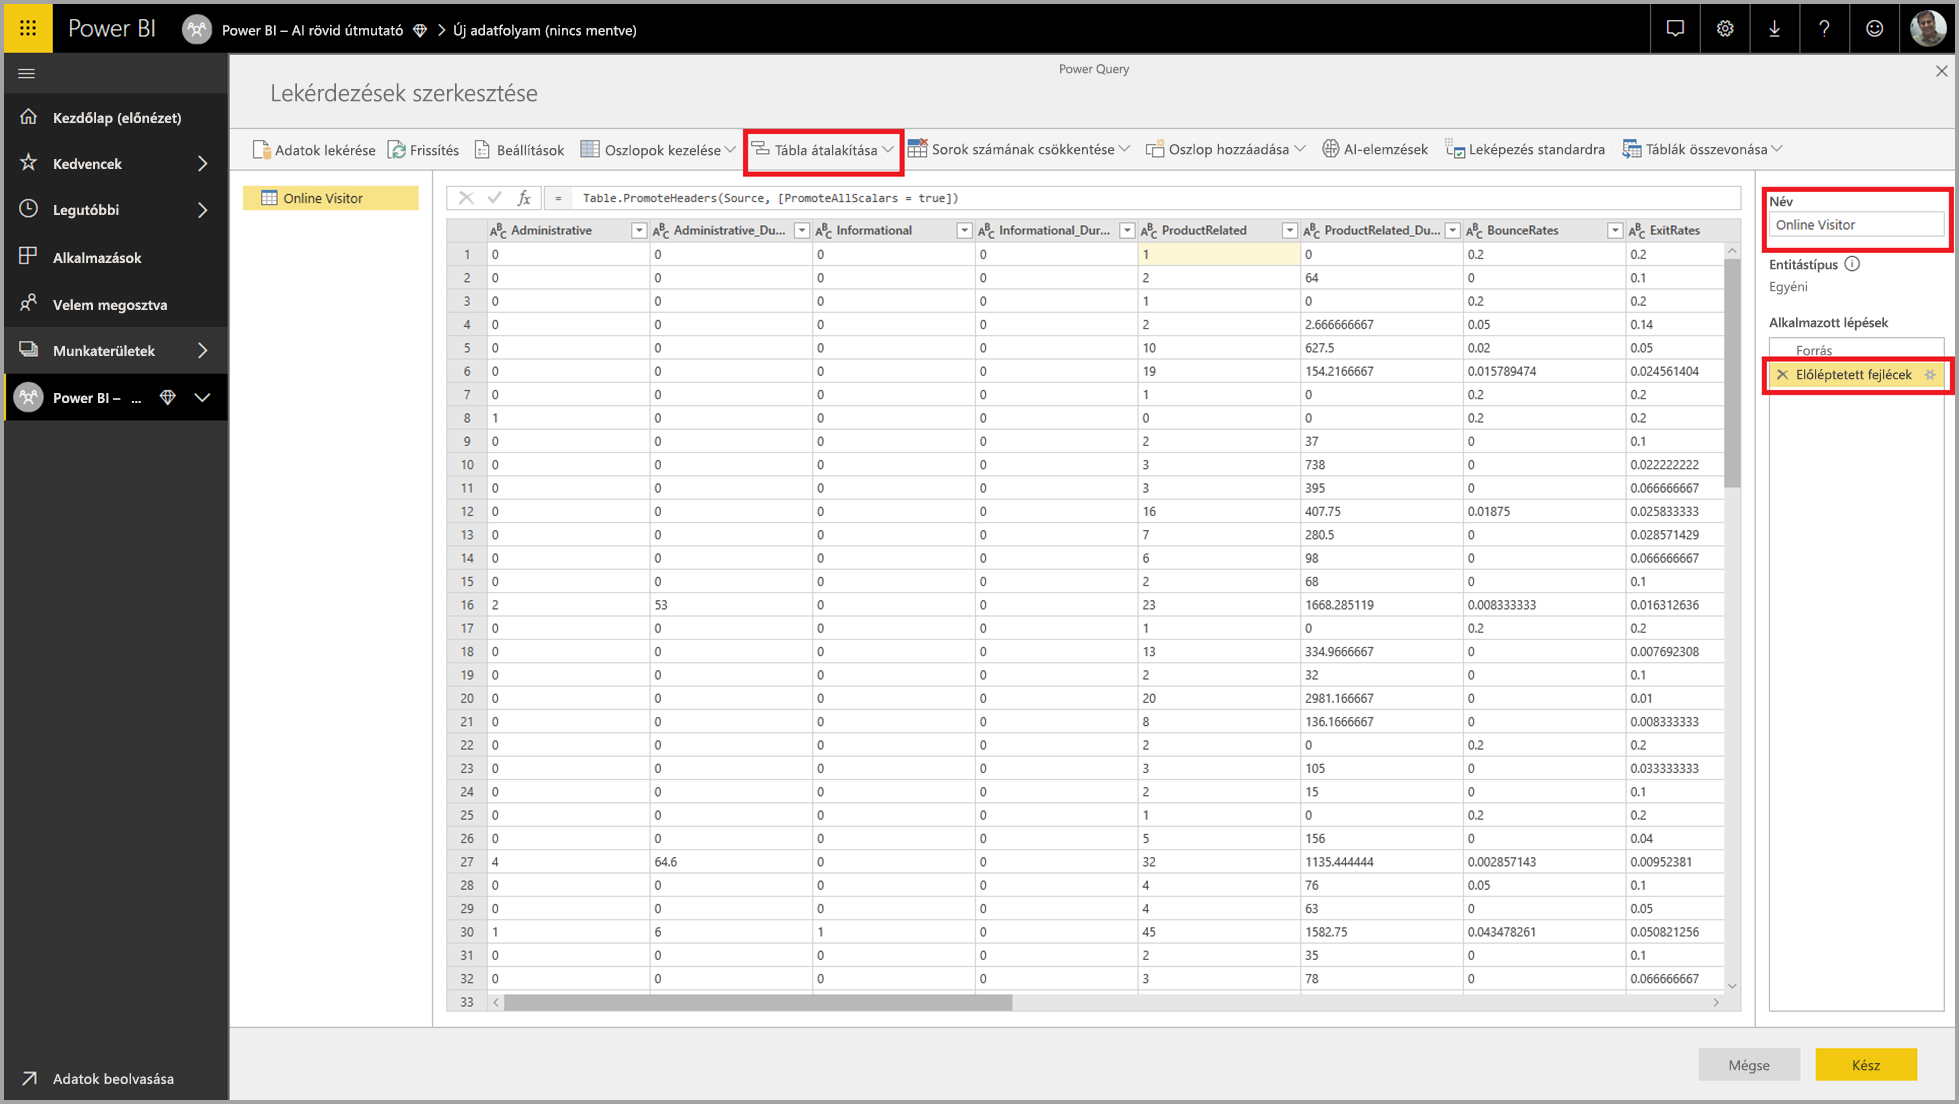 Power BI
Power BI – AI rövid útmutató > Új adatfolyam (nincs mentve)
Power Query
Lekérdezések szerkesztése
Kezdőlap (előnézet)
Kedvencek
Legutóbbi
Alkalmazások
Velem megosztva
Munkaterületek
Power BI – ...
Adatok beolvasása
Adatok lekérése Frissítés Beállítások Oszlopok kezelése Tábla átalakítása Sorok számának csökkentése Oszlop hozzáadása AI-elemzések Leképezés standardra Táblák összevonása
Online Visitor
fx = Table.PromoteHeaders(Source, [PromoteAllScalars = true])
ABC Administrative ABC Administrative_Du... ABC Informational ABC Informational_Dur... ABC ProductRelated ABC ProductRelated_Du... ABC BounceRates ABC ExitRates
1 0 0 0 0 1 0 0.2 0.2
2 0 0 0 0 2 64 0 0.1
3 0 0 0 0 1 0 0.2 0.2
4 0 0 0 0 2 2.666666667 0.05 0.14
5 0 0 0 0 10 627.5 0.02 0.05
6 0 0 0 0 19 154.2166667 0.015789474 0.024561404
7 0 0 0 0 1 0 0.2 0.2
8 1 0 0 0 0 0 0.2 0.2
9 0 0 0 0 2 37 0 0.1
10 0 0 0 0 3 738 0 0.022222222
11 0 0 0 0 3 395 0 0.066666667
12 0 0 0 0 16 407.75 0.01875 0.025833333
13 0 0 0 0 7 280.5 0 0.028571429
14 0 0 0 0 6 98 0 0.066666667
15 0 0 0 0 2 68 0 0.1
16 2 53 0 0 23 1668.285119 0.008333333 0.016312636
17 0 0 0 0 1 0 0.2 0.2
18 0 0 0 0 13 334.9666667 0 0.007692308
19 0 0 0 0 2 32 0 0.1
20 0 0 0 0 20 2981.166667 0 0.01
21 0 0 0 0 8 136.1666667 0 0.008333333
22 0 0 0 0 2 0 0.2 0.2
23 0 0 0 0 3 105 0 0.033333333
24 0 0 0 0 2 15 0 0.1
25 0 0 0 0 1 0 0.2 0.2
26 0 0 0 0 5 156 0 0.04
27 4 64.6 0 0 32 1135.444444 0.002857143 0.00952381
28 0 0 0 0 4 76 0.05 0.1
29 0 0 0 0 4 63 0 0.05
30 1 6 1 0 45 1582.75 0.043478261 0.050821256
31 0 0 0 0 2 35 0 0.1
32 0 0 0 0 3 78 0 0.066666667
33
Név
Online Visitor
Entitástípus
Egyéni
Alkalmazott lépések
Forrás
Előléptetett fejlécek
Mégse
Kész